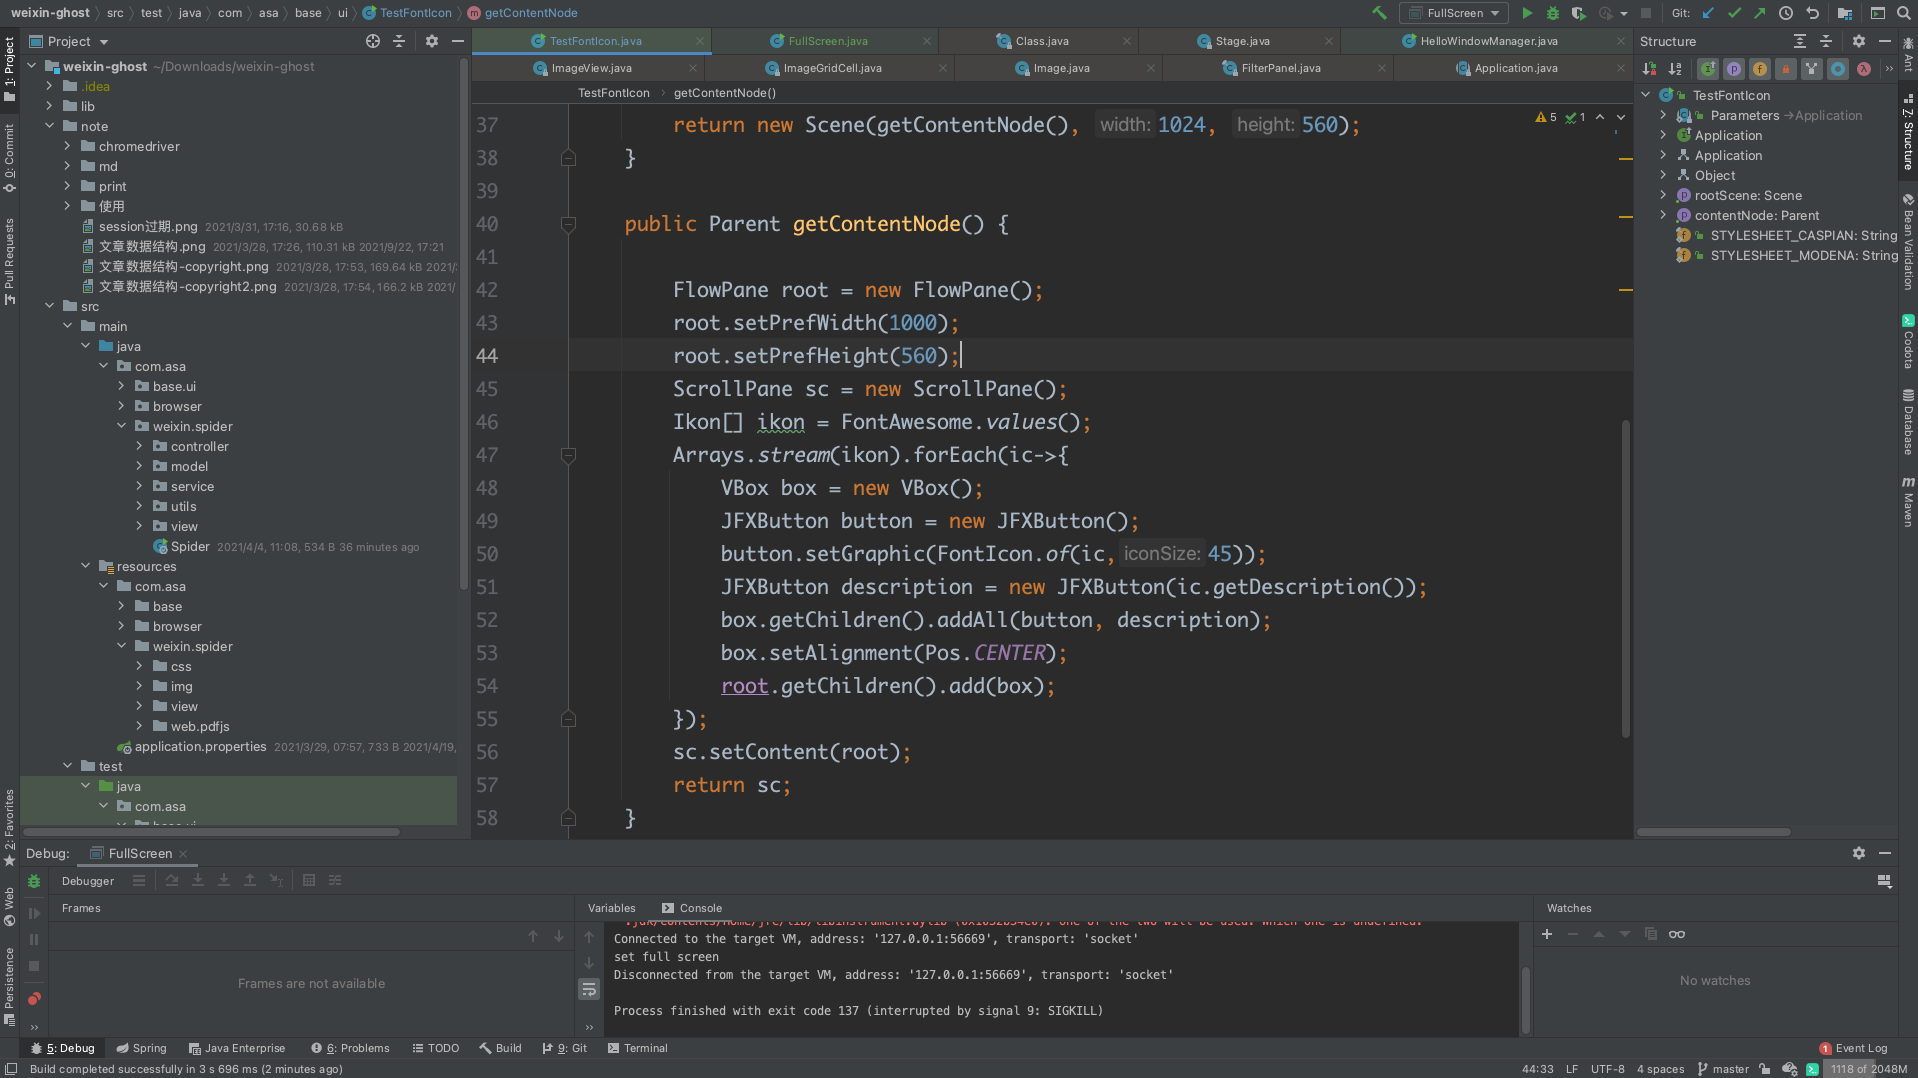 weixin-ghost src test java com asa base ui TestFontIcon getContentNode
FullScreen
Git:
1: Project
0: Commit
Pull Requests
2: Favorites
Web
Persistence
Project
weixin-ghost ~/Downloads/weixin-ghost
.idea
lib
note
chromedriver
md
print
使用
session过期.png 2021/3/31, 17:16, 30.68 kB
文章数据结构.png 2021/3/28, 17:26, 110.31 kB 2021/9/22, 17:21
文章数据结构-copyright.png 2021/3/28, 17:53, 169.64 kB 2021/
文章数据结构-copyright2.png 2021/3/28, 17:54, 166.2 kB 2021/
src
main
java
com.asa
base.ui
browser
weixin.spider
controller
model
service
utils
view
Spider 2021/4/4, 11:08, 534 B 36 minutes ago
resources
com.asa
base
browser
weixin.spider
css
img
view
web.pdfjs
application.properties 2021/3/29, 07:57, 733 B 2021/4/19,
test
java
com.asa
TestFontIcon.java FullScreen.java Class.java Stage.java HelloWindowManager.java
ImageView.java ImageGridCell.java Image.java FilterPanel.java Application.java
TestFontIcon getContentNode()
5 1
37 return new Scene(getContentNode(), width: 1024, height: 560);
38 }
39
40 public Parent getContentNode() {
41
42 FlowPane root = new FlowPane();
43 root.setPrefWidth(1000);
44 root.setPrefHeight(560);
45 ScrollPane sc = new ScrollPane();
46 Ikon[] ikon = FontAwesome.values();
47 Arrays.stream(ikon).forEach(ic->{
48 VBox box = new VBox();
49 JFXButton button = new JFXButton();
50 button.setGraphic(FontIcon.of(ic, iconSize: 45));
51 JFXButton description = new JFXButton(ic.getDescription());
52 box.getChildren().addAll(button, description);
53 box.setAlignment(Pos.CENTER);
54 root.getChildren().add(box);
55 });
56 sc.setContent(root);
57 return sc;
58 }
Structure
TestFontIcon
Parameters →Application
Application
Application
Object
rootScene: Scene
contentNode: Parent
STYLESHEET_CASPIAN: String
STYLESHEET_MODENA: String
Ant
7: Structure
Bean Validation
Codota
Database
Maven
Debug: FullScreen
Debugger
Frames
Frames are not available
Variables Console
Connected to the target VM, address: '127.0.0.1:56669', transport: 'socket'
set full screen
Disconnected from the target VM, address: '127.0.0.1:56669', transport: 'socket'
Process finished with exit code 137 (interrupted by signal 9: SIGKILL)
Watches
No watches
5: Debug Spring Java Enterprise 6: Problems TODO Build 9: Git Terminal
1 Event Log
Build completed successfully in 3 s 696 ms (2 minutes ago)
44:33 LF UTF-8 4 spaces master 1118 of 2048M